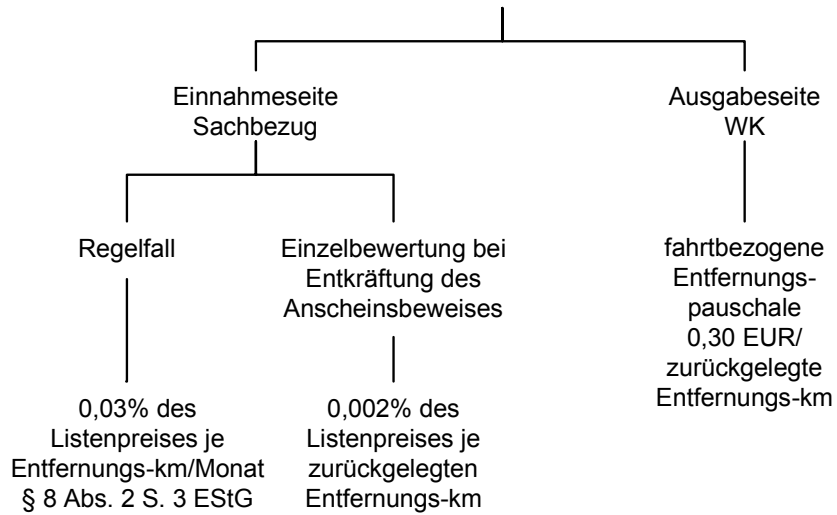 Einnahmeseite
Sachbezug
Ausgabeseite
WK
Regelfall
Einzelbewertung bei
Entkräftung des
Anscheinsbeweises
fahrtbezogene
Entfernungs-
pauschale
0,30 EUR/
zurückgelegte
Entfernungs-km
0,03% des
Listenpreises je
Entfernungs-km/Monat
§ 8 Abs. 2 S. 3 EStG
0,002% des
Listenpreises je
zurückgelegten
Entfernungs-km